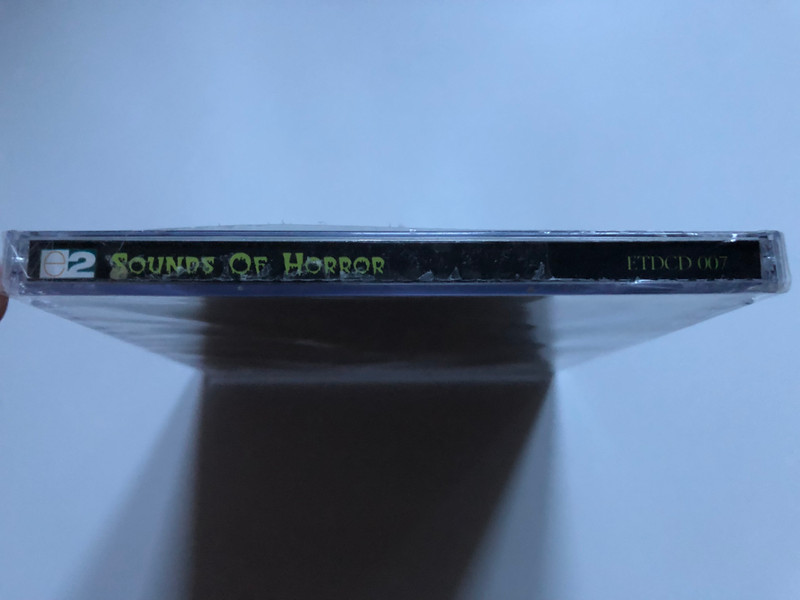 2 SOUNDS OF HORROR ETDCD 007